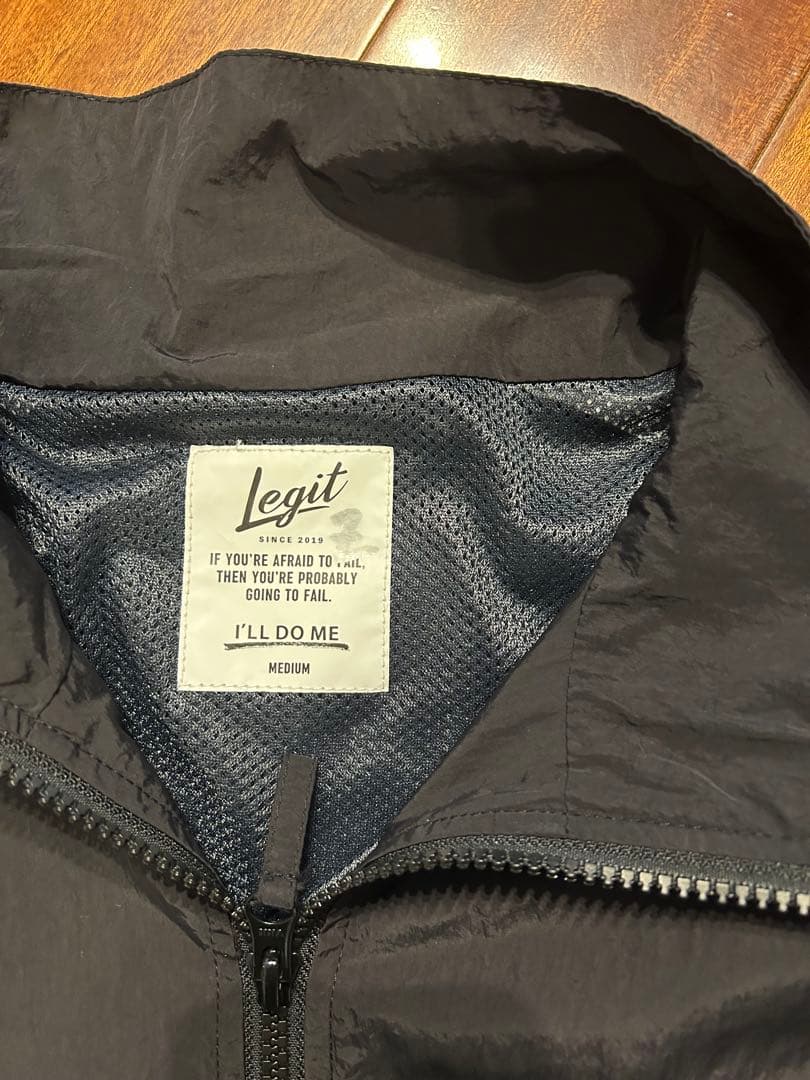 Legit
SINCE 2019
IF YOU'RE AFRAID TO FAIL,
THEN YOU'RE PROBABLY
GOING TO FAIL.
I'LL DO ME
MEDIUM